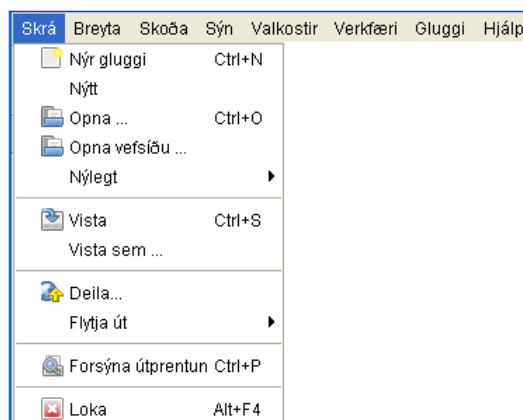 Skrá Breyta Skoða Sýn Valkostir Verkfæri Gluggi Hjálp
Nýr gluggi Ctrl+N
Nýtt
Opna ... Ctrl+O
Opna vefsíðu ...
Nýlegt
Vista Ctrl+S
Vista sem ...
Deila...
Flytja út
Forsýna útprentun Ctrl+P
Loka Alt+F4